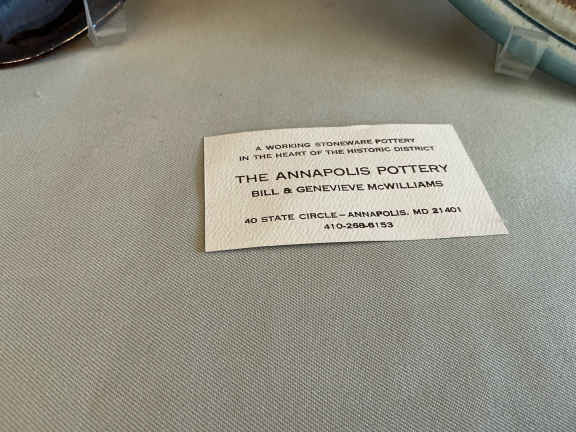 A WORKING STONEWARE POTTERY
IN THE HEART OF THE HISTORIC DISTRICT
THE ANNAPOLIS POTTERY
BILL & GENEVIEVE McWILLIAMS
40 STATE CIRCLE – ANNAPOLIS, MD 21401
410-268-6153